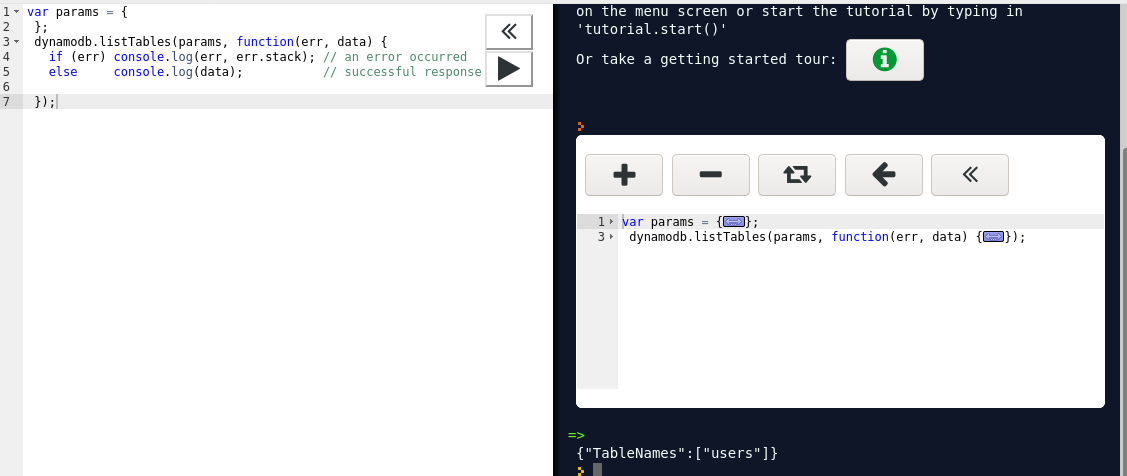 1 var params = {
2 };
3 dynamodb.listTables(params, function(err, data) {
4 if (err) console.log(err, err.stack); // an error occurred
5 else console.log(data); // successful response
6
7 });
on the menu screen or start the tutorial by typing in
'tutorial.start()'
Or take a getting started tour:
1 var params = {};
3 dynamodb.listTables(params, function(err, data) {});
=>
{"TableNames":["users"]}